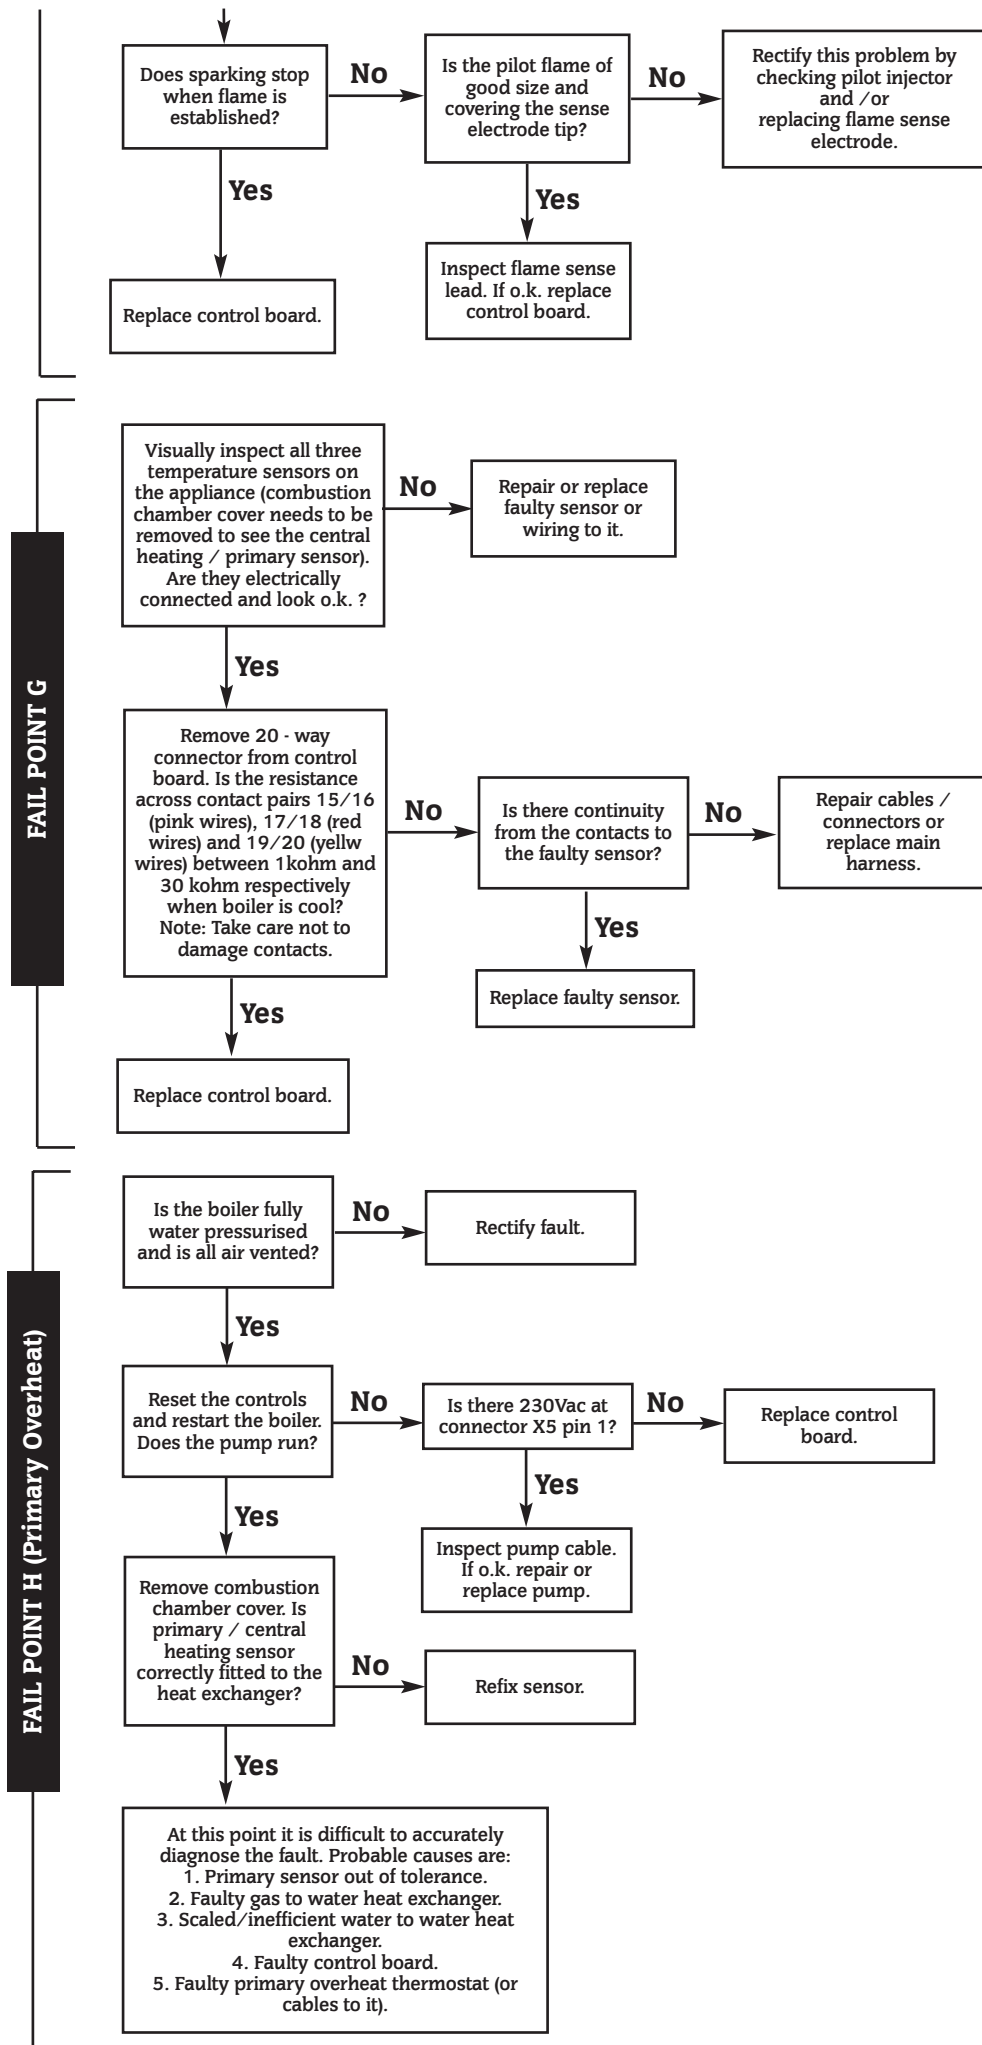 Does sparking stop
when flame is
established?
No
Is the pilot flame of
good size and
covering the sense
electrode tip?
No
Rectify this problem by
checking pilot injector
and /or
replacing flame sense
electrode.
Yes
Yes
Replace control board.
Inspect flame sense
lead. If o.k. replace
control board.
FAIL POINT G
Visually inspect all three
temperature sensors on
the appliance (combustion
chamber cover needs to be
removed to see the central
heating / primary sensor).
Are they electrically
connected and look o.k. ?
No
Repair or replace
faulty sensor or
wiring to it.
Yes
Remove 20 - way
connector from control
board. Is the resistance
across contact pairs 15/16
(pink wires), 17/18 (red
wires) and 19/20 (yellw
wires) between 1kohm and
30 kohm respectively
when boiler is cool?
Note: Take care not to
damage contacts.
No
Is there continuity
from the contacts to
the faulty sensor?
No
Repair cables /
connectors or
replace main
harness.
Yes
Replace faulty sensor.
Yes
Replace control board.
FAIL POINT H (Primary Overheat)
Is the boiler fully
water pressurised
and is all air vented?
No
Rectify fault.
Yes
Reset the controls
and restart the boiler.
Does the pump run?
No
Is there 230Vac at
connector X5 pin 1?
No
Replace control
board.
Yes
Inspect pump cable.
If o.k. repair or
replace pump.
Yes
Remove combustion
chamber cover. Is
primary / central
heating sensor
correctly fitted to the
heat exchanger?
No
Refix sensor.
Yes
At this point it is difficult to accurately
diagnose the fault. Probable causes are:
1. Primary sensor out of tolerance.
2. Faulty gas to water heat exchanger.
3. Scaled/inefficient water to water heat
exchanger.
4. Faulty control board.
5. Faulty primary overheat thermostat (or
cables to it).